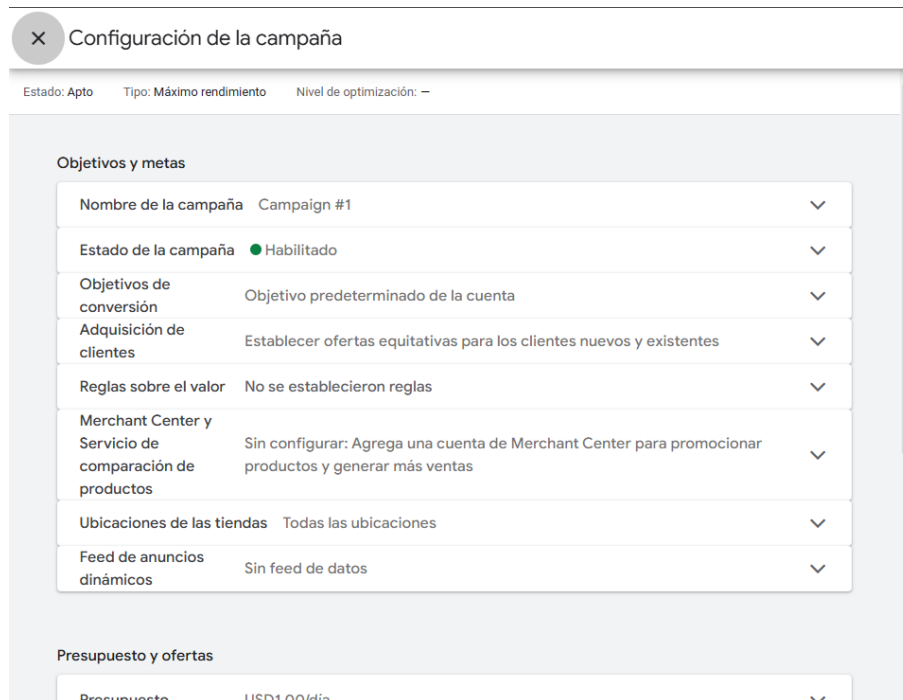 Configuración de la campaña
Estado: Apto Tipo: Máximo rendimiento Nivel de optimización: —
Objetivos y metas
Nombre de la campaña Campaign #1
Estado de la campaña Habilitado
Objetivos de
conversión
Objetivo predeterminado de la cuenta
Adquisición de
clientes
Establecer ofertas equitativas para los clientes nuevos y existentes
Reglas sobre el valor No se establecieron reglas
Merchant Center y
Servicio de
comparación de
productos
Sin configurar: Agrega una cuenta de Merchant Center para promocionar
productos y generar más ventas
Ubicaciones de las tiendas Todas las ubicaciones
Feed de anuncios
dinámicos
Sin feed de datos
Presupuesto y ofertas
Presupuesto USD1.00/día